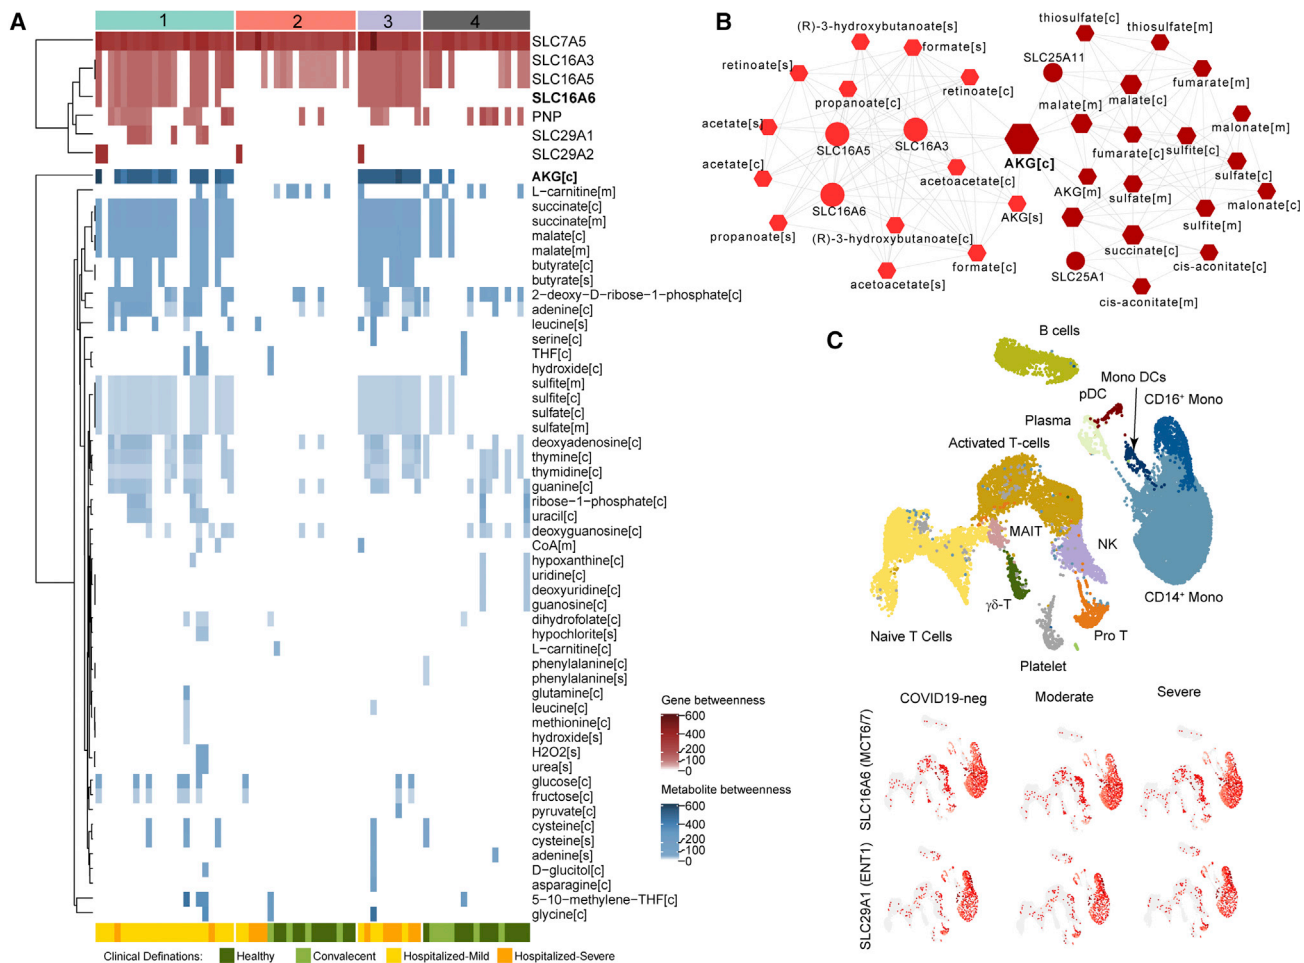 A
1
2
3
4
SLC7A5
SLC16A3
SLC16A5
SLC16A6
PNP
SLC29A1
SLC29A2
AKG[c]
L-carnitine[m]
succinate[c]
succinate[m]
malate[c]
malate[m]
butyrate[c]
butyrate[s]
2-deoxy-D-ribose-1-phosphate[c]
adenine[c]
leucine[s]
serine[c]
THF[c]
hydroxide[c]
sulfite[m]
sulfite[c]
sulfate[c]
sulfate[m]
deoxyadenosine[c]
thymine[c]
thymidine[c]
guanine[c]
ribose-1-phosphate[c]
uracil[c]
deoxyguanosine[c]
CoA[m]
hypoxanthine[c]
uridine[c]
deoxyuridine[c]
guanosine[c]
dihydrofolate[c]
hypochlorite[s]
L-carnitine[c]
phenylalanine[c]
phenylalanine[s]
glutamine[c]
leucine[c]
methionine[c]
hydroxide[s]
H2O2[s]
urea[s]
glucose[c]
fructose[c]
pyruvate[c]
cysteine[c]
cysteine[s]
adenine[s]
D-glucitol[c]
asparagine[c]
5-10-methylene-THF[c]
glycine[c]
Gene betweenness
600
400
200
100
0
Metabolite betweenness
600
400
200
100
0
Clinical Definations:
Healthy
Convalecent
Hospitalized-Mild
Hospitalized-Severe
B
(R)-3-hydroxybutanoate[s]
formate[s]
retinoate[s]
retinoate[c]
propanoate[c]
acetate[s]
SLC16A5
SLC16A3
acetate[c]
acetoacetate[c]
SLC16A6
AKG[s]
propanoate[s]
(R)-3-hydroxybutanoate[c]
formate[c]
acetoacetate[s]
AKG[c]
thiosulfate[c]
thiosulfate[m]
SLC25A11
fumarate[m]
malate[m]
malate[c]
malonate[m]
fumarate[c]
sulfite[c]
sulfate[c]
AKG[m]
sulfate[m]
malonate[c]
sulfite[m]
succinate[c]
SLC25A1
cis-aconitate[c]
cis-aconitate[m]
C
B cells
Mono DCs
pDC
CD16⁺ Mono
Plasma
Activated T-cells
MAIT
NK
γδ-T
CD14⁺ Mono
Naive T Cells
Pro T
Platelet
COVID19-neg
Moderate
Severe
SLC16A6 (MCT6/7)
SLC29A1 (ENT1)